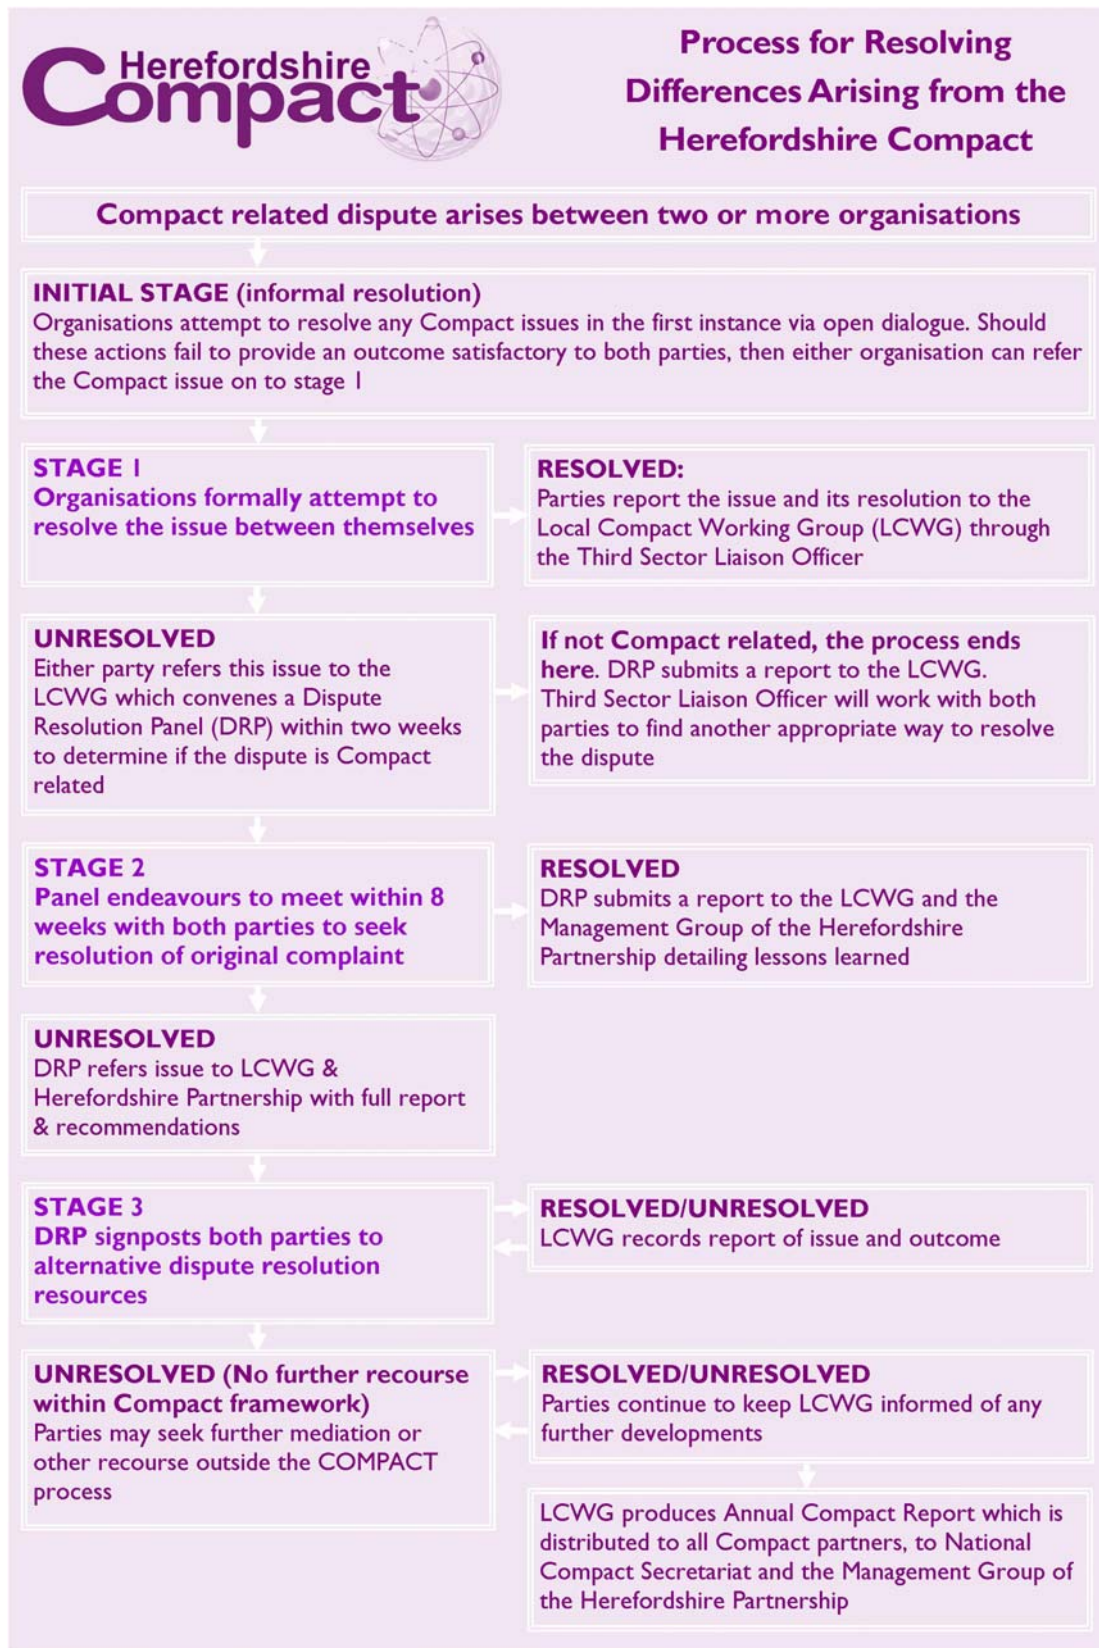 Herefordshire
Compact
Process for Resolving
Differences Arising from the
Herefordshire Compact
Compact related dispute arises between two or more organisations
INITIAL STAGE (informal resolution)
Organisations attempt to resolve any Compact issues in the first instance via open dialogue. Should
these actions fail to provide an outcome satisfactory to both parties, then either organisation can refer
the Compact issue on to stage 1
STAGE 1
Organisations formally attempt to
resolve the issue between themselves
RESOLVED:
Parties report the issue and its resolution to the
Local Compact Working Group (LCWG) through
the Third Sector Liaison Officer
UNRESOLVED
Either party refers this issue to the
LCWG which convenes a Dispute
Resolution Panel (DRP) within two weeks
to determine if the dispute is Compact
related
If not Compact related, the process ends
here. DRP submits a report to the LCWG.
Third Sector Liaison Officer will work with both
parties to find another appropriate way to resolve
the dispute
STAGE 2
Panel endeavours to meet within 8
weeks with both parties to seek
resolution of original complaint
RESOLVED
DRP submits a report to the LCWG and the
Management Group of the Herefordshire
Partnership detailing lessons learned
UNRESOLVED
DRP refers issue to LCWG &
Herefordshire Partnership with full report
& recommendations
STAGE 3
DRP signposts both parties to
alternative dispute resolution
resources
RESOLVED/UNRESOLVED
LCWG records report of issue and outcome
UNRESOLVED (No further recourse
within Compact framework)
Parties may seek further mediation or
other recourse outside the COMPACT
process
RESOLVED/UNRESOLVED
Parties continue to keep LCWG informed of any
further developments
LCWG produces Annual Compact Report which is
distributed to all Compact partners, to National
Compact Secretariat and the Management Group of
the Herefordshire Partnership